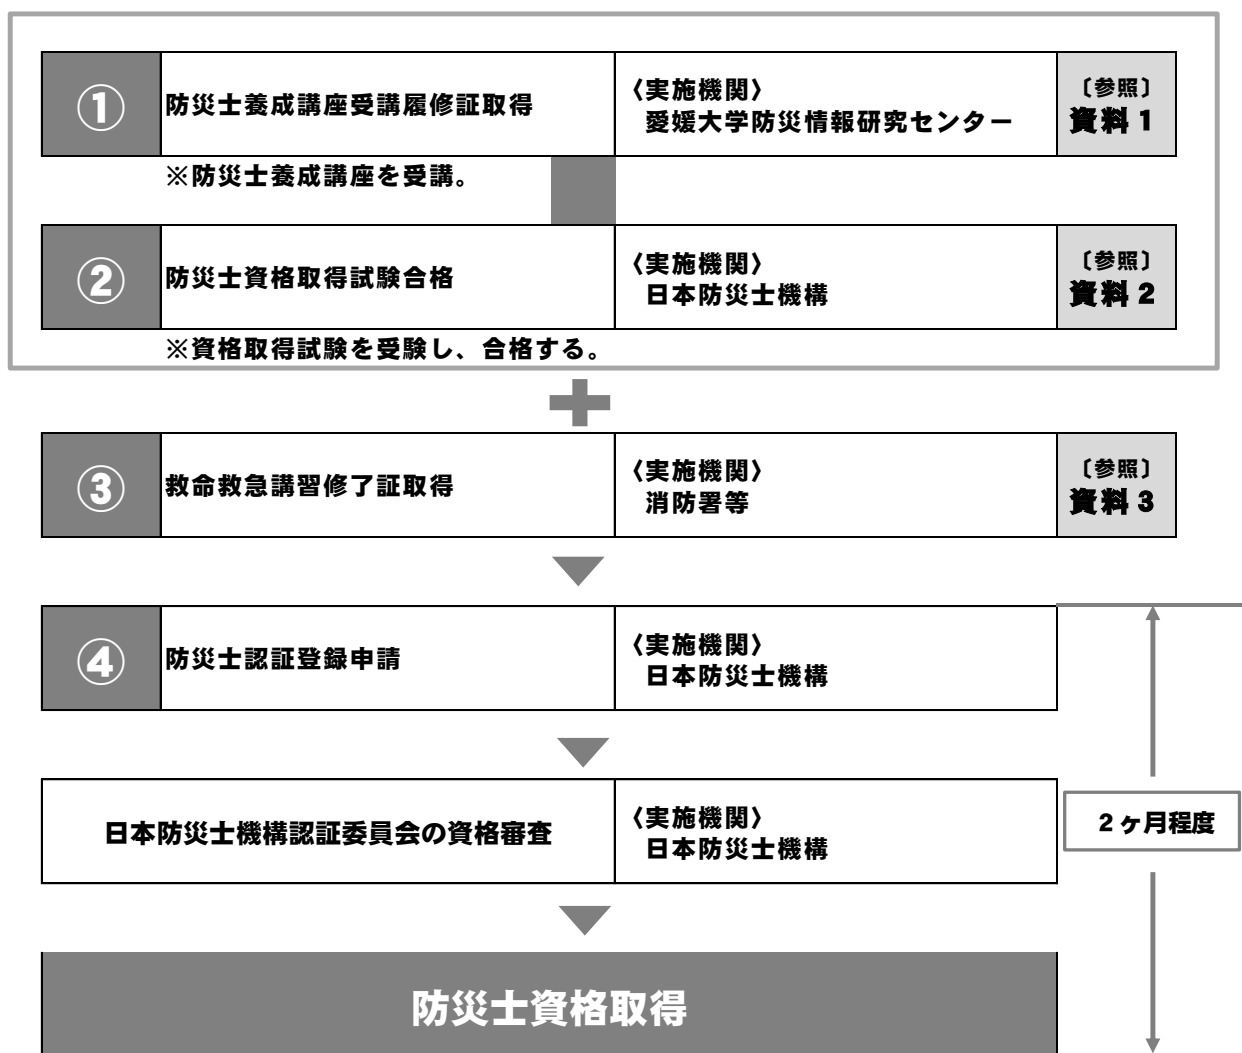 ①
防災士養成講座受講履修証取得
〈実施機関〉
愛媛大学防災情報研究センター
〔参照〕
資料1
※防災士養成講座を受講。
②
防災士資格取得試験合格
〈実施機関〉
日本防災士機構
〔参照〕
資料2
※資格取得試験を受験し、合格する。
③
救命救急講習修了証取得
〈実施機関〉
消防署等
〔参照〕
資料3
④
防災士認証登録申請
〈実施機関〉
日本防災士機構
日本防災士機構認証委員会の資格審査
〈実施機関〉
日本防災士機構
2ヶ月程度
防災士資格取得